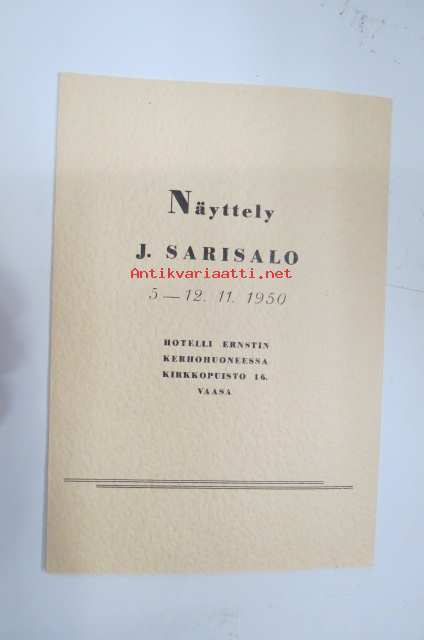 Näyttely
J. SARISALO
Antikvariaatti.net
5.—12. 11. 1950
HOTELLI ERNSTIN
KERHOHUONEESSA
KIRKKOPUISTO 16.
VAASA